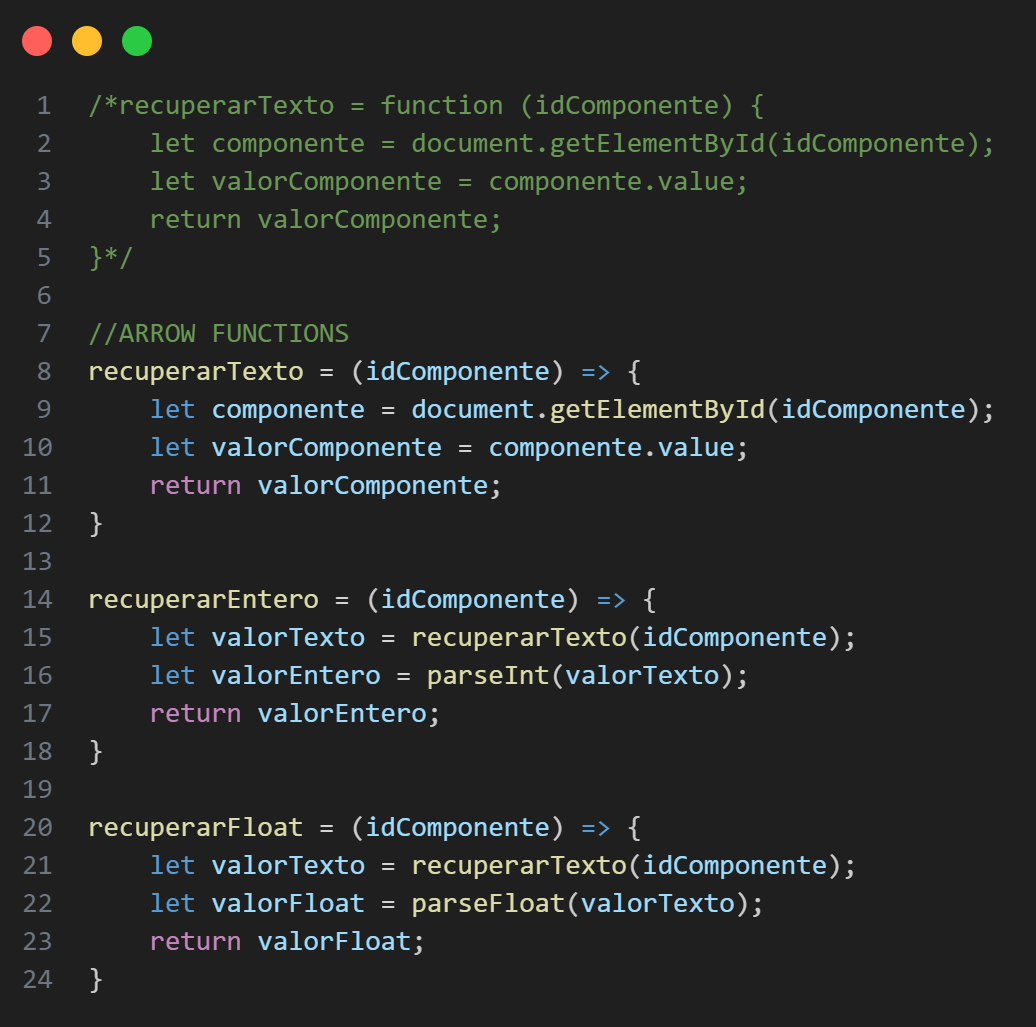 1 /*recuperarTexto = function (idComponente) {
2     let componente = document.getElementById(idComponente);
3     let valorComponente = componente.value;
4     return valorComponente;
5 }*/
6
7 //ARROW FUNCTIONS
8 recuperarTexto = (idComponente) => {
9     let componente = document.getElementById(idComponente);
10     let valorComponente = componente.value;
11     return valorComponente;
12 }
13
14 recuperarEntero = (idComponente) => {
15     let valorTexto = recuperarTexto(idComponente);
16     let valorEntero = parseInt(valorTexto);
17     return valorEntero;
18 }
19
20 recuperarFloat = (idComponente) => {
21     let valorTexto = recuperarTexto(idComponente);
22     let valorFloat = parseFloat(valorTexto);
23     return valorFloat;
24 }